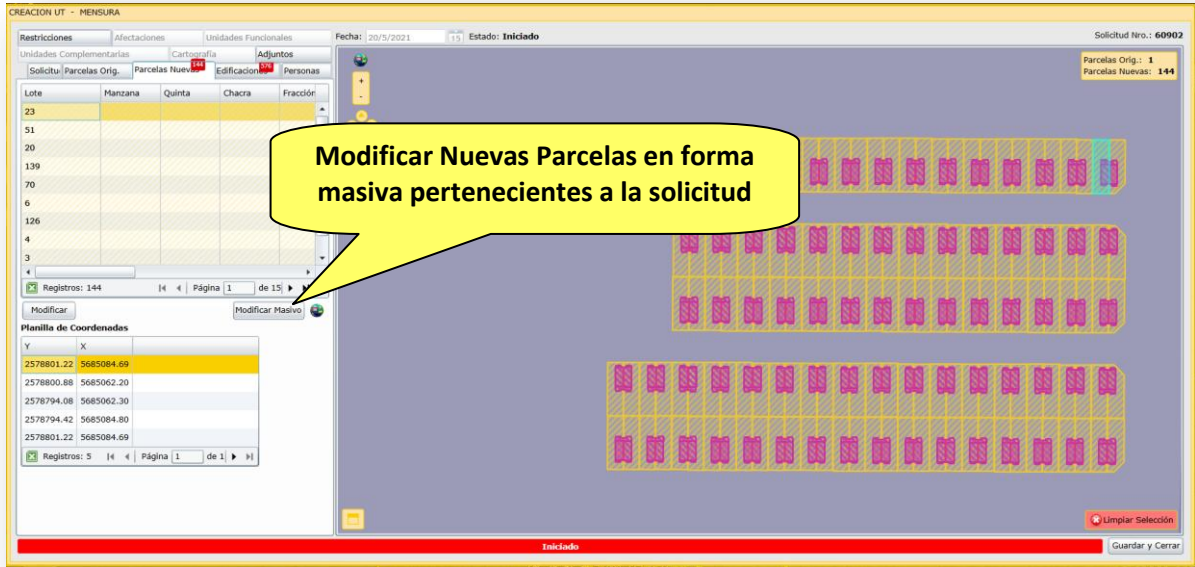 CREACION UT - MENSURA
Restricciones Afectaciones Unidades Funcionales
Fecha: 20/5/2021 15 Estado: Iniciado
Solicitud Nro.: 60902
Unidades Complementarias Cartografía Adjuntos
Solicitu Parcelas Orig. Parcelas Nuevas 144 Edificaciones 576 Personas
Parcelas Orig.: 1
Parcelas Nuevas: 144
+
-
Lote Manzana Quinta Chacra Fracción
23
51
20
139
70
6
126
4
3
Modificar Nuevas Parcelas en forma
masiva pertenecientes a la solicitud
Registros: 144 Página 1 de 15
Modificar Modificar Masivo
Planilla de Coordenadas
Y X
2578801.22 5685084.69
2578800.88 5685062.20
2578794.08 5685062.30
2578794.42 5685084.80
2578801.22 5685084.69
Registros: 5 Página 1 de 1
Limpiar Selección
Iniciado
Guardar y Cerrar